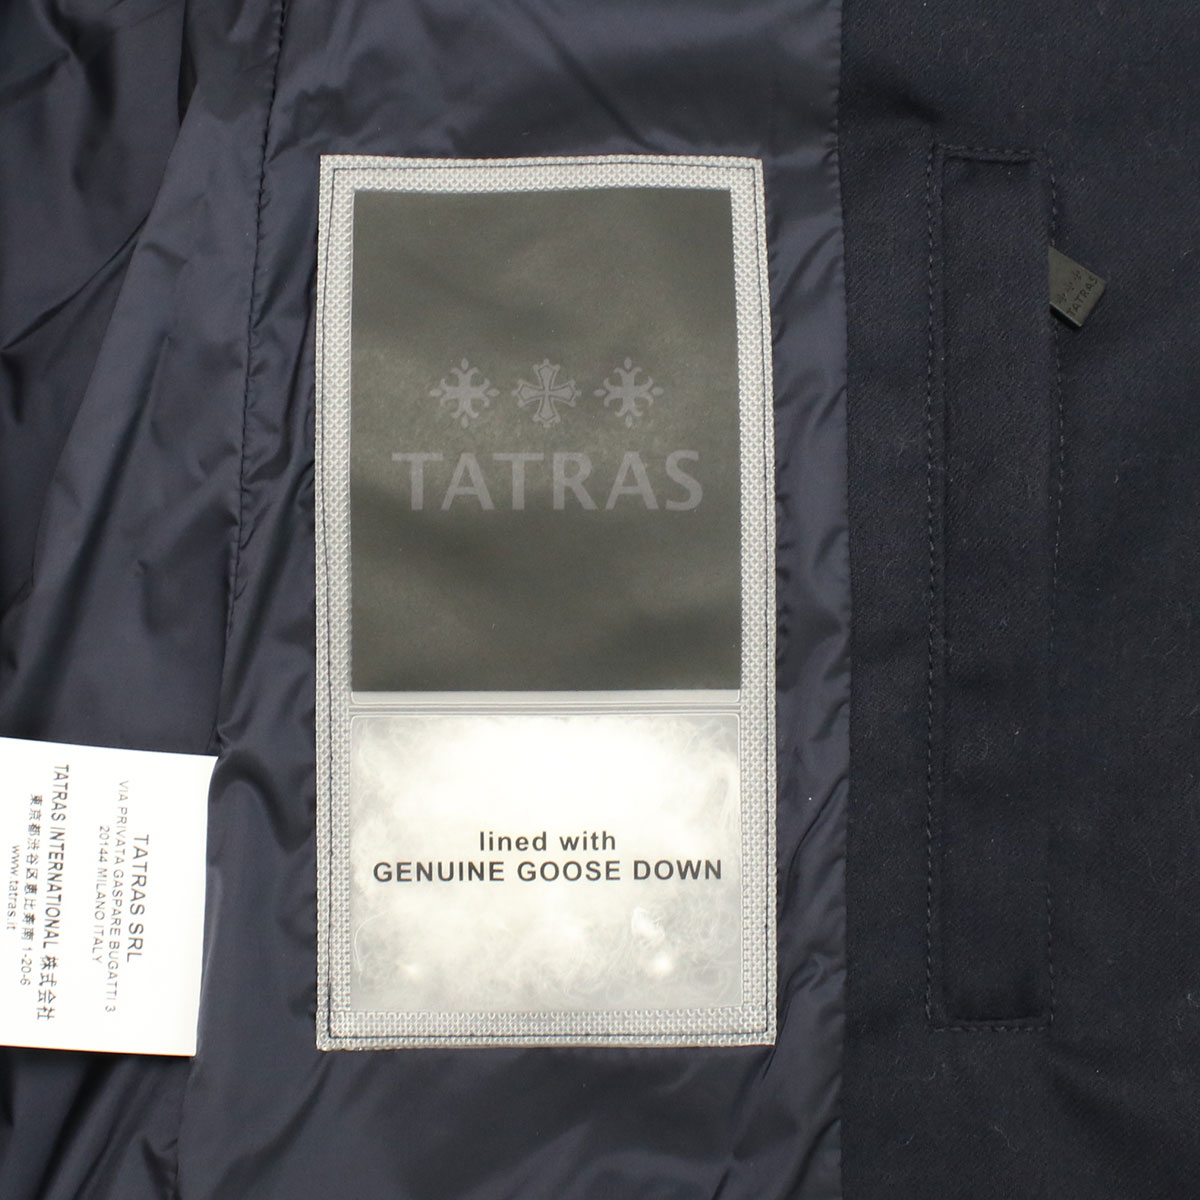 TATRAS
lined with
GENUINE GOOSE DOWN
TATRAS
TATRAS SRL
VIA PRIVATA GASPARE BUGATTI 3
20144 MILANO ITALY
TATRAS INTERNATIONAL 株式会社
東京都渋谷区恵比寿南 1-20-6
www.tatras.it